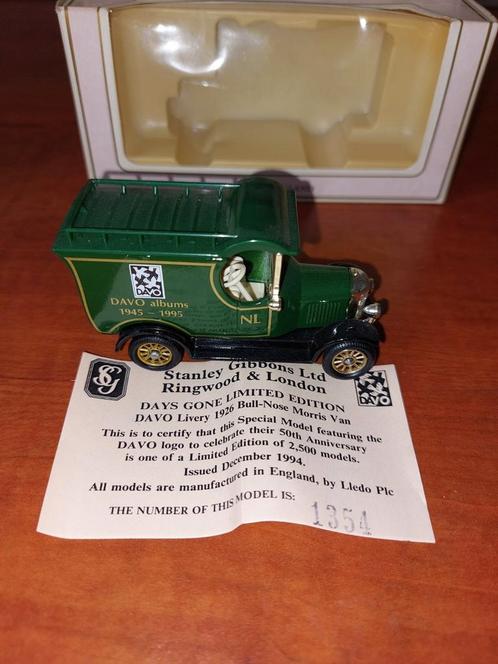 DAVO
DAVO albums
1945 - 1995
NL
SG
Stanley Gibbons Ltd
Ringwood & London
DAVO
DAYS GONE LIMITED EDITION
DAVO Livery 1926 Bull-Nose Morris Van
This is to certify that this Special Model featuring the
DAVO logo to celebrate their 50th Anniversary
is one of a Limited Edition of 2,500 models.
Issued December 1994.
All models are manufactured in England, by Lledo Plc
THE NUMBER OF THIS MODEL IS: 1354